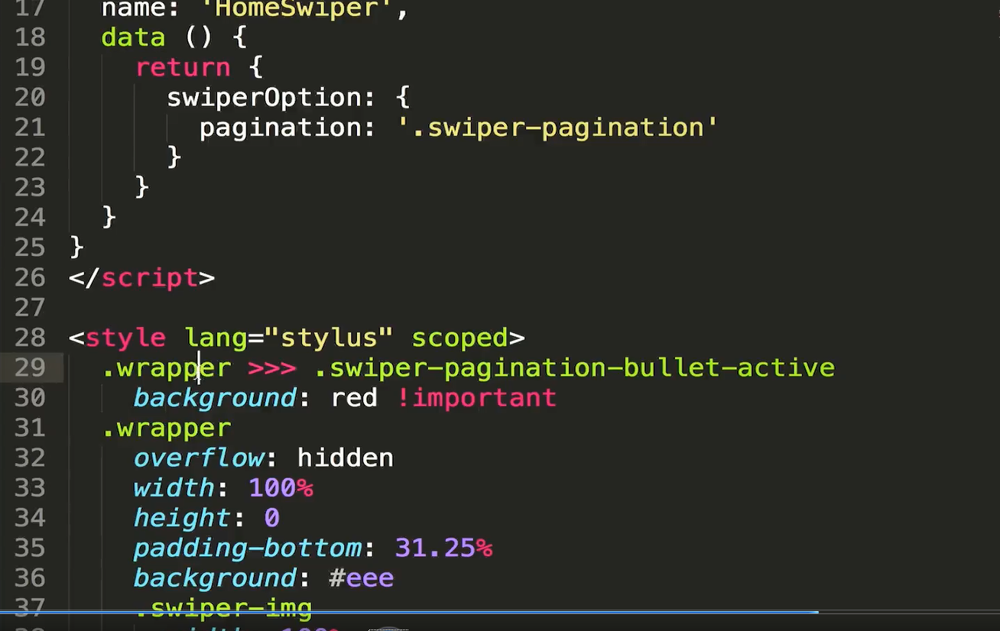 17 name: 'HomeSwiper',
18 data () {
19 return {
20 swiperOption: {
21 pagination: '.swiper-pagination'
22 }
23 }
24 }
25 }
26 </script>
27
28 <style lang="stylus" scoped>
29 .wrapper >>> .swiper-pagination-bullet-active
30 background: red !important
31 .wrapper
32 overflow: hidden
33 width: 100%
34 height: 0
35 padding-bottom: 31.25%
36 background: #eee
37 .swiper-img
38 width: 100%